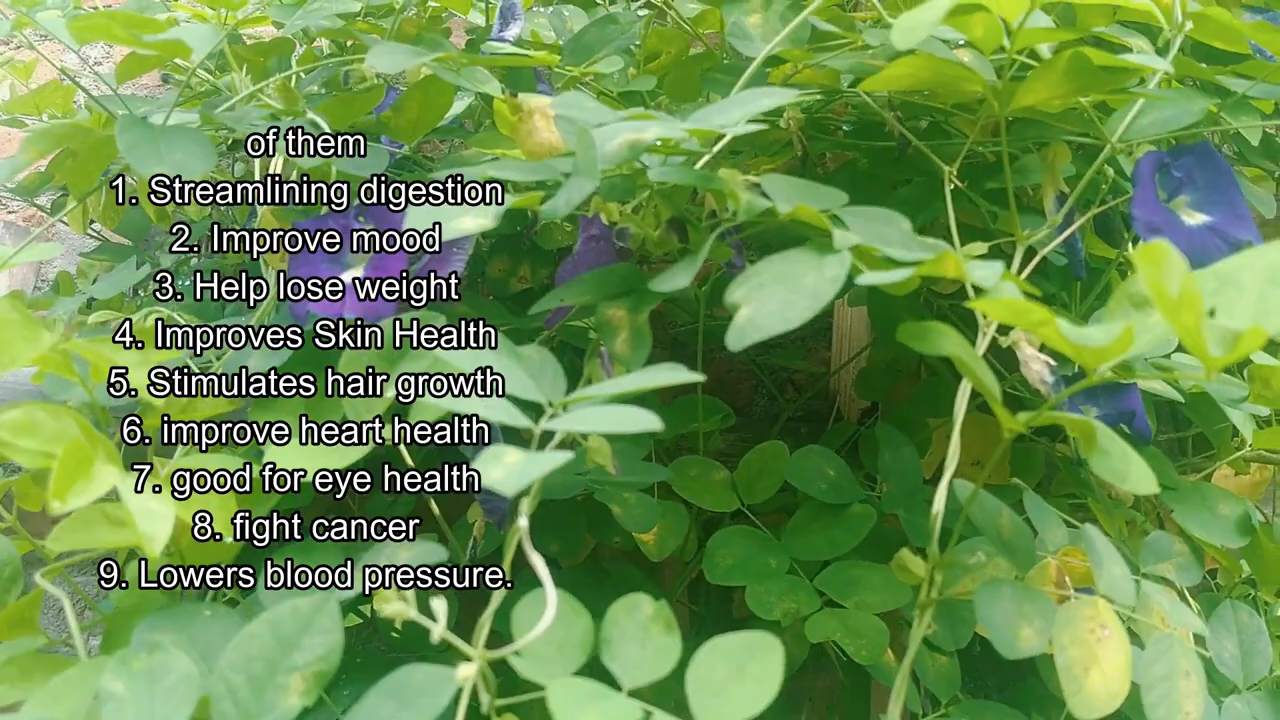 of them
1. Streamlining digestion
2. Improve mood
3. Help lose weight
4. Improves Skin Health
5. Stimulates hair growth
6. improve heart health
7. good for eye health
8. fight cancer
9. Lowers blood pressure.